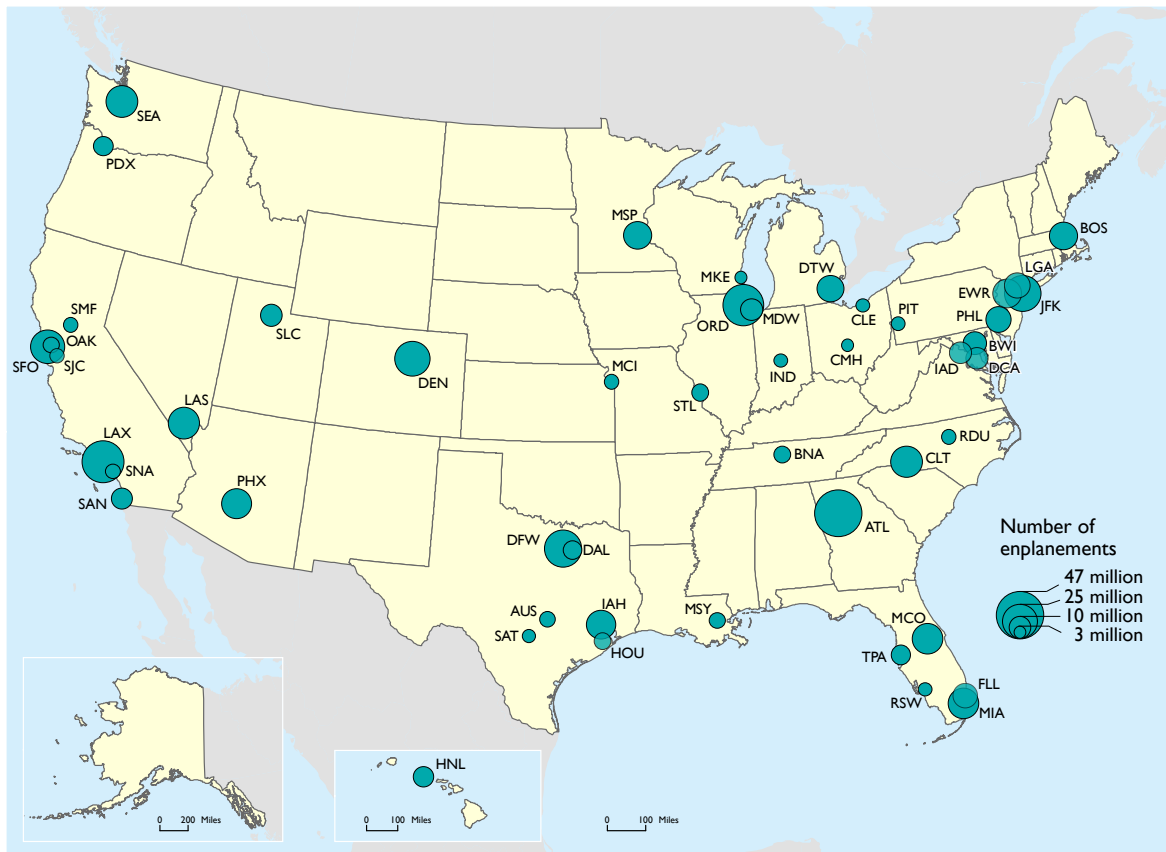 SEA
PDX
MSP
BOS
LGA
MKE
DTW
EWR
JFK
SMF
SLC
ORD
MDW
CLE
PIT
PHL
OAK
BWI
SFO
SJC
DEN
MCI
IND
CMH
IAD
DCA
LAS
STL
LAX
SNA
BNA
RDU
CLT
PHX
SAN
ATL
DFW
DAL
Number of
enplanements
47 million
25 million
10 million
3 million
AUS
IAH
MSY
SAT
HOU
MCO
TPA
RSW
FLL
MIA
HNL
0 200 Miles
0 100 Miles
0 100 Miles